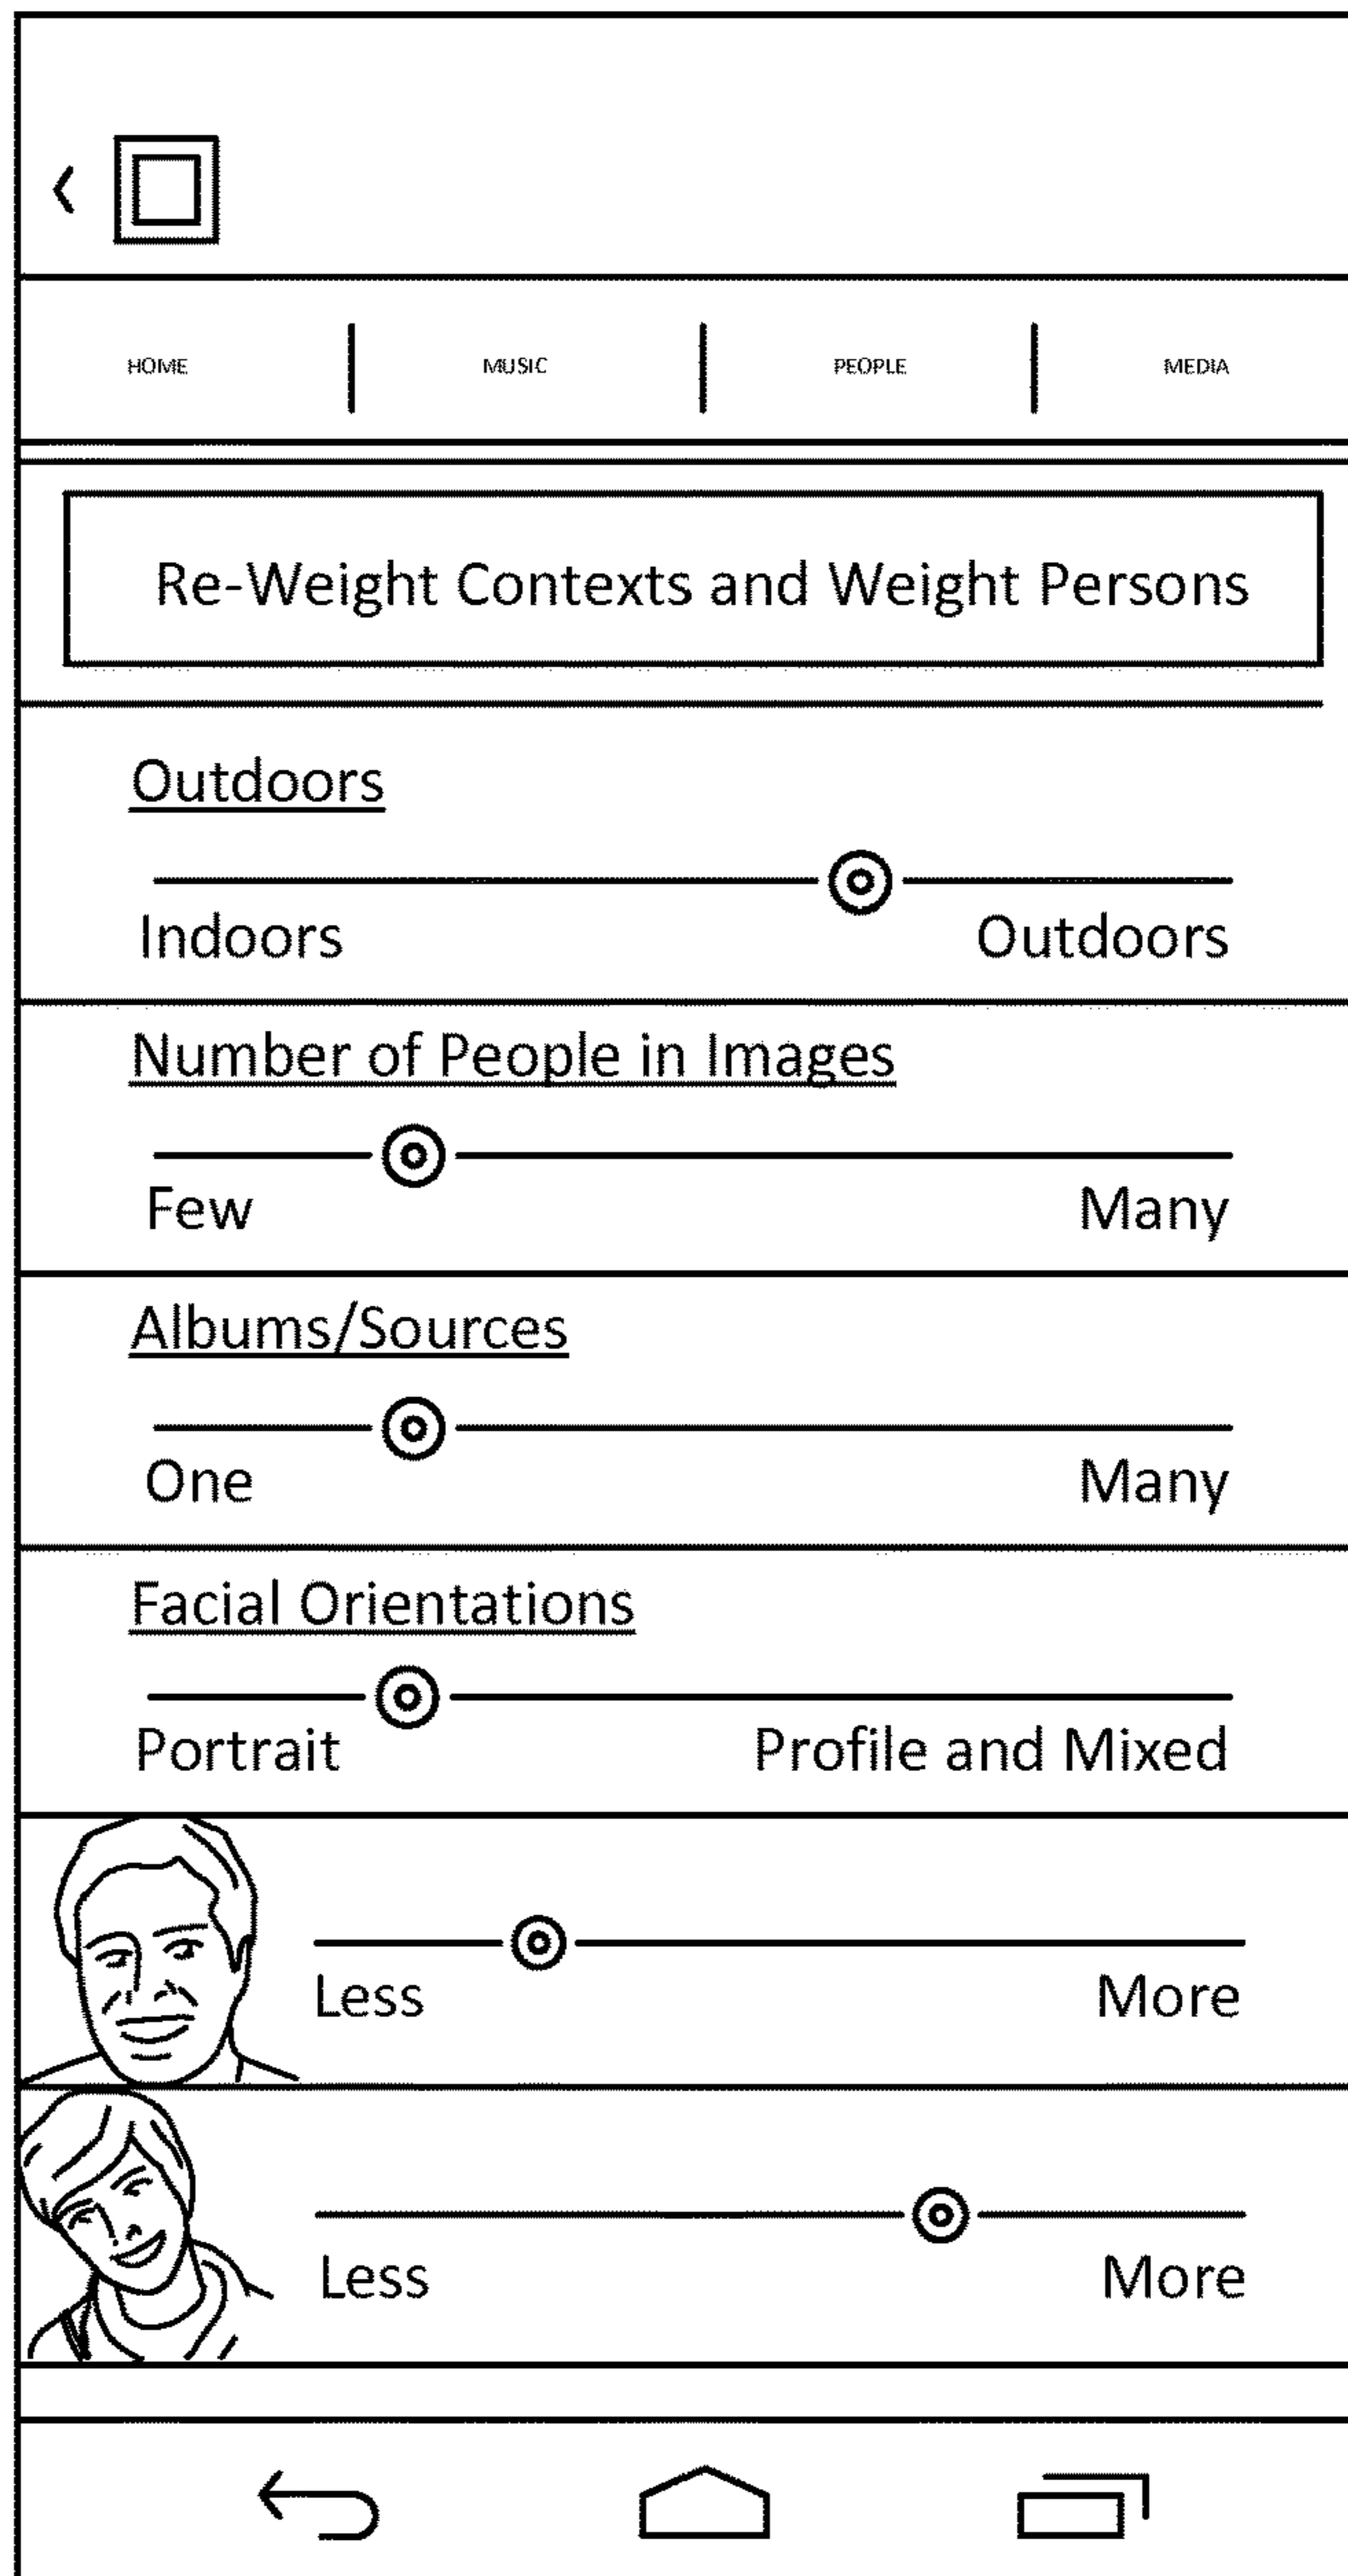 HOME MUSIC PEOPLE MEDIA
Re-Weight Contexts and Weight Persons
Outdoors
Indoors Outdoors
Number of People in Images
Few Many
Albums/Sources
One Many
Facial Orientations
Portrait Profile and Mixed
Less More
Less More